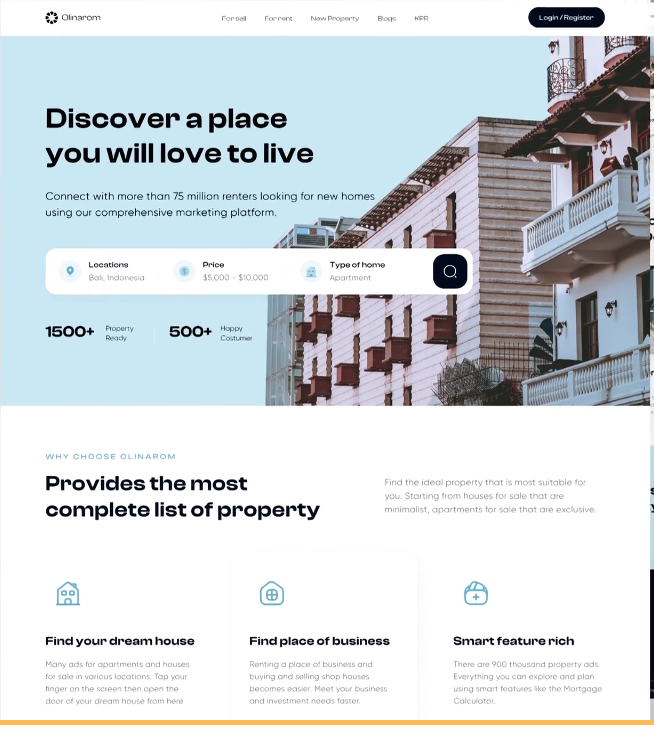 Olinarom
For sell
For rent
New Property
Blogs
KPR
Login / Register
Discover a place
you will love to live
Connect with more than 75 million renters looking for new homes
using our comprehensive marketing platform.
Locations
Bali, Indonesia
Price
$5,000 - $10,000
Type of home
Apartment
1500+
Property
Ready
500+
Happy
Costumer
WHY CHOOSE OLINAROM
Provides the most
complete list of property
Find the ideal property that is most suitable for
you. Starting from houses for sale that are
minimalist, apartments for sale that are exclusive.
Find your dream house
Many ads for apartments and houses
for sale in various locations. Tap your
finger on the screen then open the
door of your dream house from here
Find place of business
Renting a place of business and
buying and selling shop houses
becomes easier. Meet your business
and investment needs faster.
Smart feature rich
There are 900 thousand property ads.
Everything you can explore and plan
using smart features like the Mortgage
Calculator.